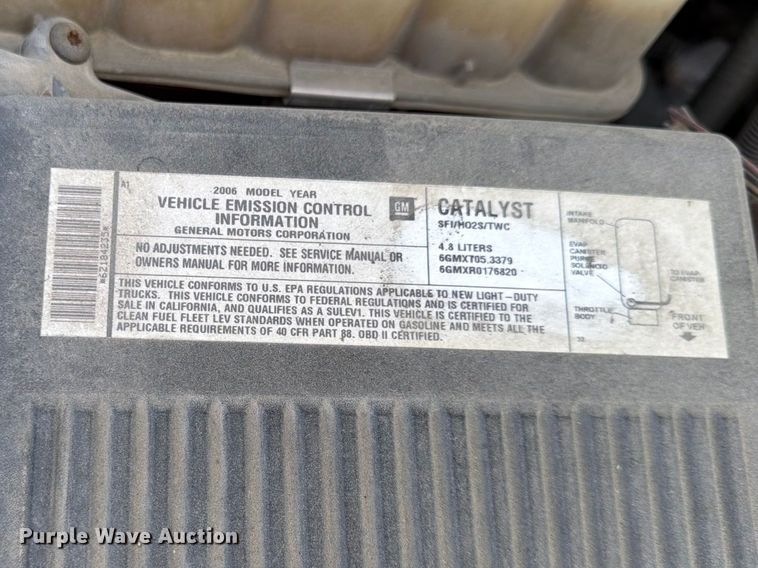 A1
2006 MODEL YEAR
VEHICLE EMISSION CONTROL
INFORMATION
GENERAL MOTORS CORPORATION
GM
NO ADJUSTMENTS NEEDED. SEE SERVICE MANUAL OR
OWNERS MANUAL FOR MORE INFORMATION.
CATALYST
SFI/HO2S/TWC
4.8 LITERS
6GMXT05.3379
6GMXR0176820
THIS VEHICLE CONFORMS TO U.S. EPA REGULATIONS APPLICABLE TO NEW LIGHT-DUTY
TRUCKS. THIS VEHICLE CONFORMS TO FEDERAL REGULATIONS AND IS CERTIFIED FOR
SALE IN CALIFORNIA, AND QUALIFIES AS A SULEV1. THIS VEHICLE IS CERTIFIED TO THE
CLEAN FUEL FLEET LEV STANDARDS WHEN OPERATED ON GASOLINE AND MEETS ALL THE
APPLICABLE REQUIREMENTS OF 40 CFR PART 88. OBD II CERTIFIED.
INTAKE
MANIFOLD
EVAP
CANISTER
PURGE
SOLENOID
VALVE
TO EVAP
CANISTER
THROTTLE
BODY
FRONT
OF VEH
Purple Wave Auction